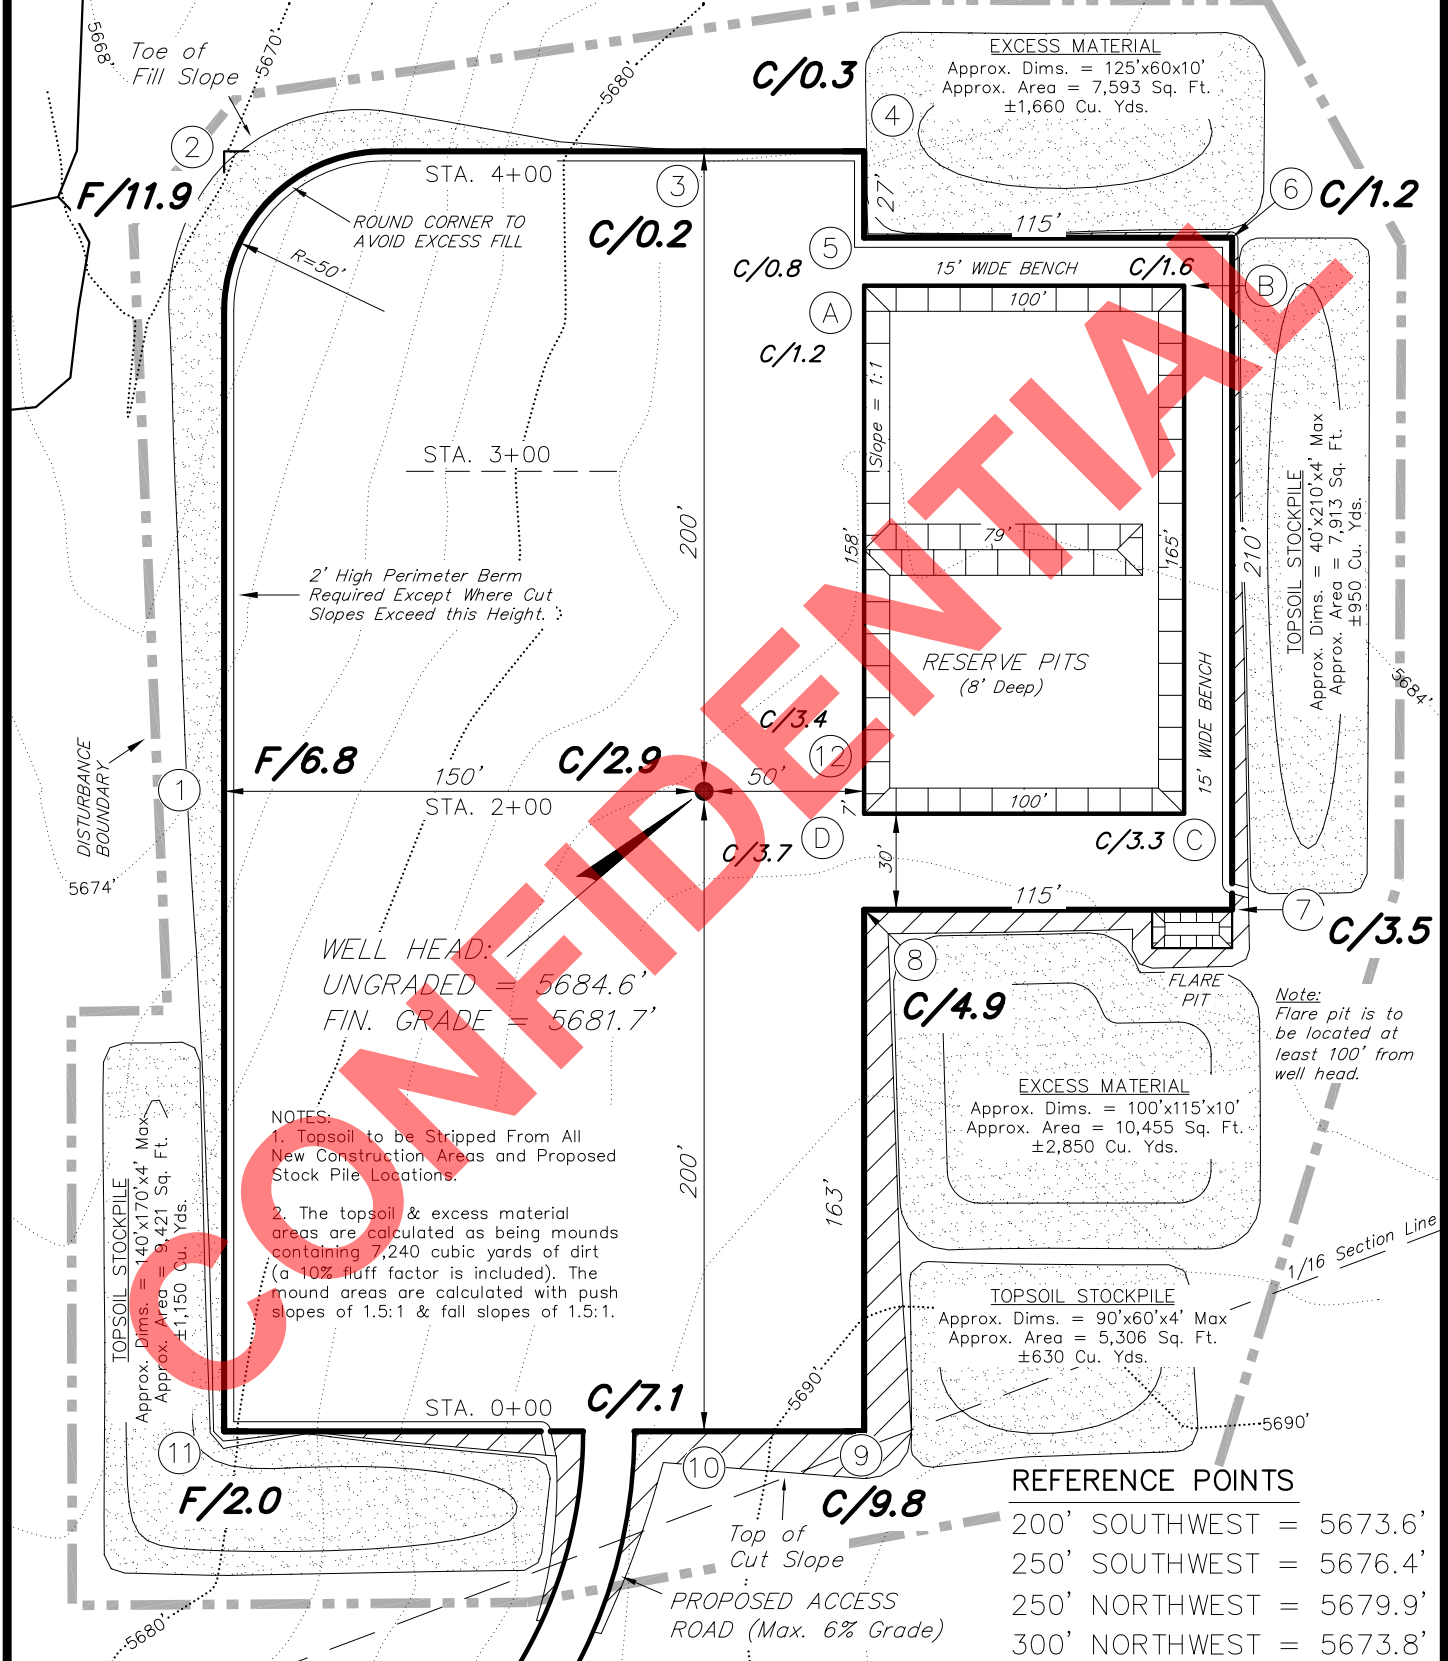 5668'
5670'
Toe of
Fill Slope
5680'
C/0.3
EXCESS MATERIAL
Approx. Dims. = 125'x60x10'
Approx. Area = 7,593 Sq. Ft.
±1,660 Cu. Yds.
4
2
F/11.9
STA. 4+00
3
C/0.2
ROUND CORNER TO
AVOID EXCESS FILL
R=50'
27'
115'
6
C/1.2
5
C/0.8
15' WIDE BENCH
C/1.6
B
A
100'
C/1.2
Slope = 1:1
STA. 3+00
200'
158'
79'
165'
210'
TOPSOIL STOCKPILE
Approx. Dims. = 40'x210'x4' Max
Approx. Area = 7,913 Sq. Ft.
±950 Cu. Yds.
2' High Perimeter Berm
Required Except Where Cut
Slopes Exceed this Height.
RESERVE PITS
(8' Deep)
15' WIDE BENCH
5684'
DISTURBANCE
BOUNDARY
1
F/6.8
150'
STA. 2+00
C/2.9
C/3.4
12
50'
7'
100'
D
C/3.7
C/3.3
C
30'
5674'
115'
7
C/3.5
WELL HEAD:
UNGRADED = 5684.6'
FIN. GRADE = 5681.7'
8
C/4.9
FLARE
PIT
Note:
Flare pit is to
be located at
least 100' from
well head.
EXCESS MATERIAL
Approx. Dims. = 100'x115'x10'
Approx. Area = 10,455 Sq. Ft.
±2,850 Cu. Yds.
NOTES:
1. Topsoil to be Stripped From All
New Construction Areas and Proposed
Stock Pile Locations.
2. The topsoil & excess material
areas are calculated as being mounds
containing 7,240 cubic yards of dirt
(a 10% fluff factor is included). The
mound areas are calculated with push
slopes of 1.5:1 & fall slopes of 1.5:1.
200'
163'
TOPSOIL STOCKPILE
Approx. Dims. = 140'x170'x4' Max
Approx. Area = 9,421 Sq. Ft.
±1,150 Cu. Yds.
1/16 Section Line
TOPSOIL STOCKPILE
Approx. Dims. = 90'x60'x4' Max
Approx. Area = 5,306 Sq. Ft.
±630 Cu. Yds.
5690'
5690'
STA. 0+00
C/7.1
11
F/2.0
10
9
C/9.8
Top of
Cut Slope
PROPOSED ACCESS
ROAD (Max. 6% Grade)
5680'
REFERENCE POINTS
200' SOUTHWEST = 5673.6'
250' SOUTHWEST = 5676.4'
250' NORTHWEST = 5679.9'
300' NORTHWEST = 5673.8'
CONFIDENTIAL